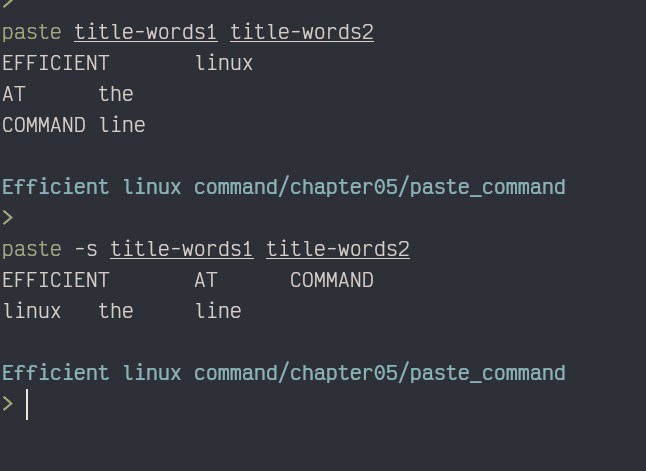 >
paste title-words1 title-words2
EFFICIENT       linux
AT      the
COMMAND line
Efficient linux command/chapter05/paste_command
>
paste -s title-words1 title-words2
EFFICIENT       AT      COMMAND
linux   the     line
Efficient linux command/chapter05/paste_command
>